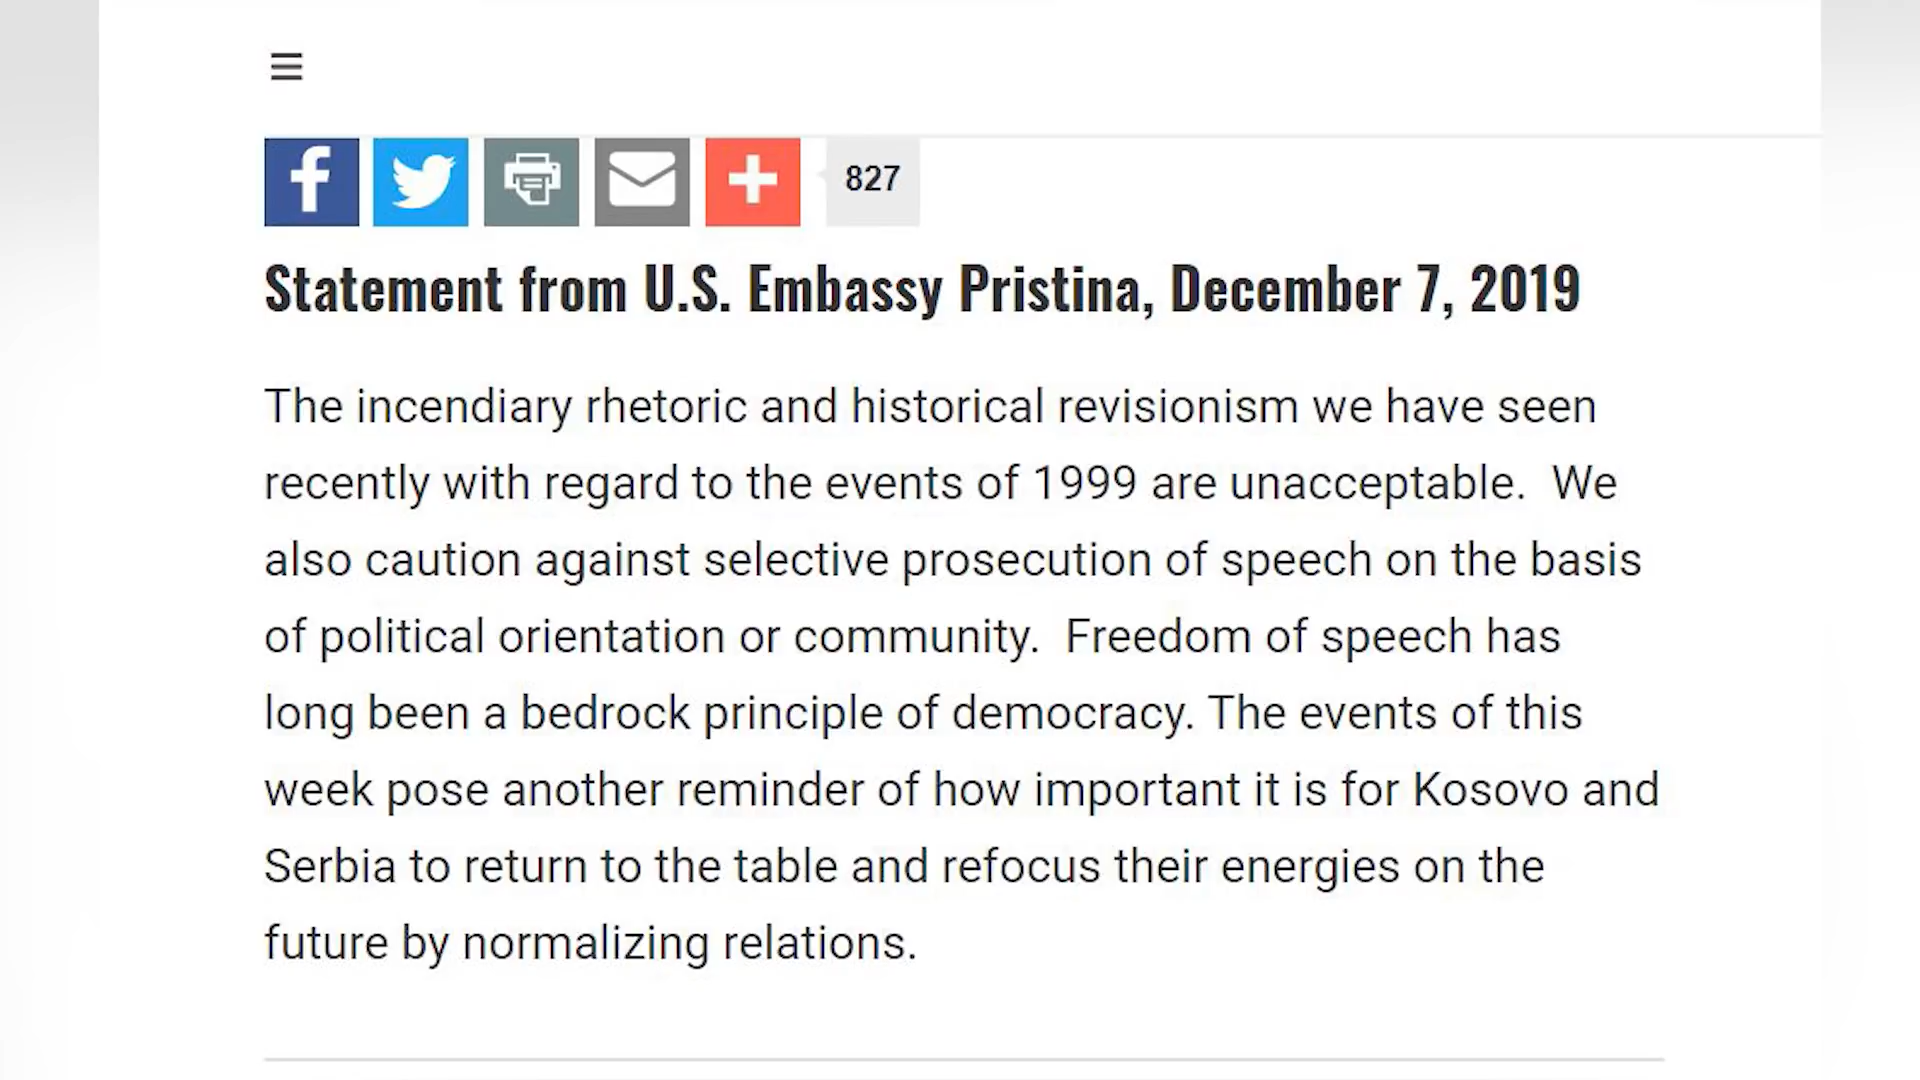 827
Statement from U.S. Embassy Pristina, December 7, 2019
The incendiary rhetoric and historical revisionism we have seen
recently with regard to the events of 1999 are unacceptable.  We
also caution against selective prosecution of speech on the basis
of political orientation or community.  Freedom of speech has
long been a bedrock principle of democracy. The events of this
week pose another reminder of how important it is for Kosovo and
Serbia to return to the table and refocus their energies on the
future by normalizing relations.